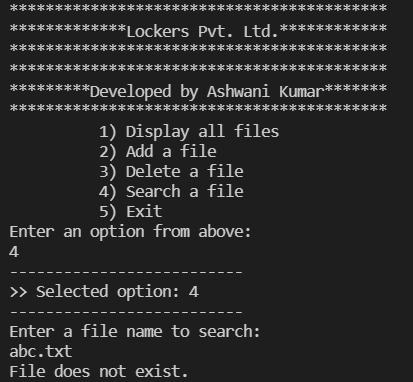 ******************************************
*************Lockers Pvt. Ltd.************
******************************************
******************************************
*********Developed by Ashwani Kumar*******
******************************************
1) Display all files
2) Add a file
3) Delete a file
4) Search a file
5) Exit
Enter an option from above:
4
--------------------------
>> Selected option: 4
--------------------------
Enter a file name to search:
abc.txt
File does not exist.